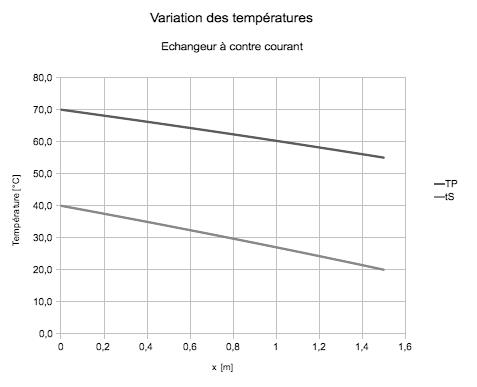 Variation des températures
Echangeur à contre courant
80,0
70,0
60,0
50,0
40,0
30,0
20,0
10,0
0,0
Température [°C]
0 0,2 0,4 0,6 0,8 1 1,2 1,4 1,6
x [m]
TP
tS